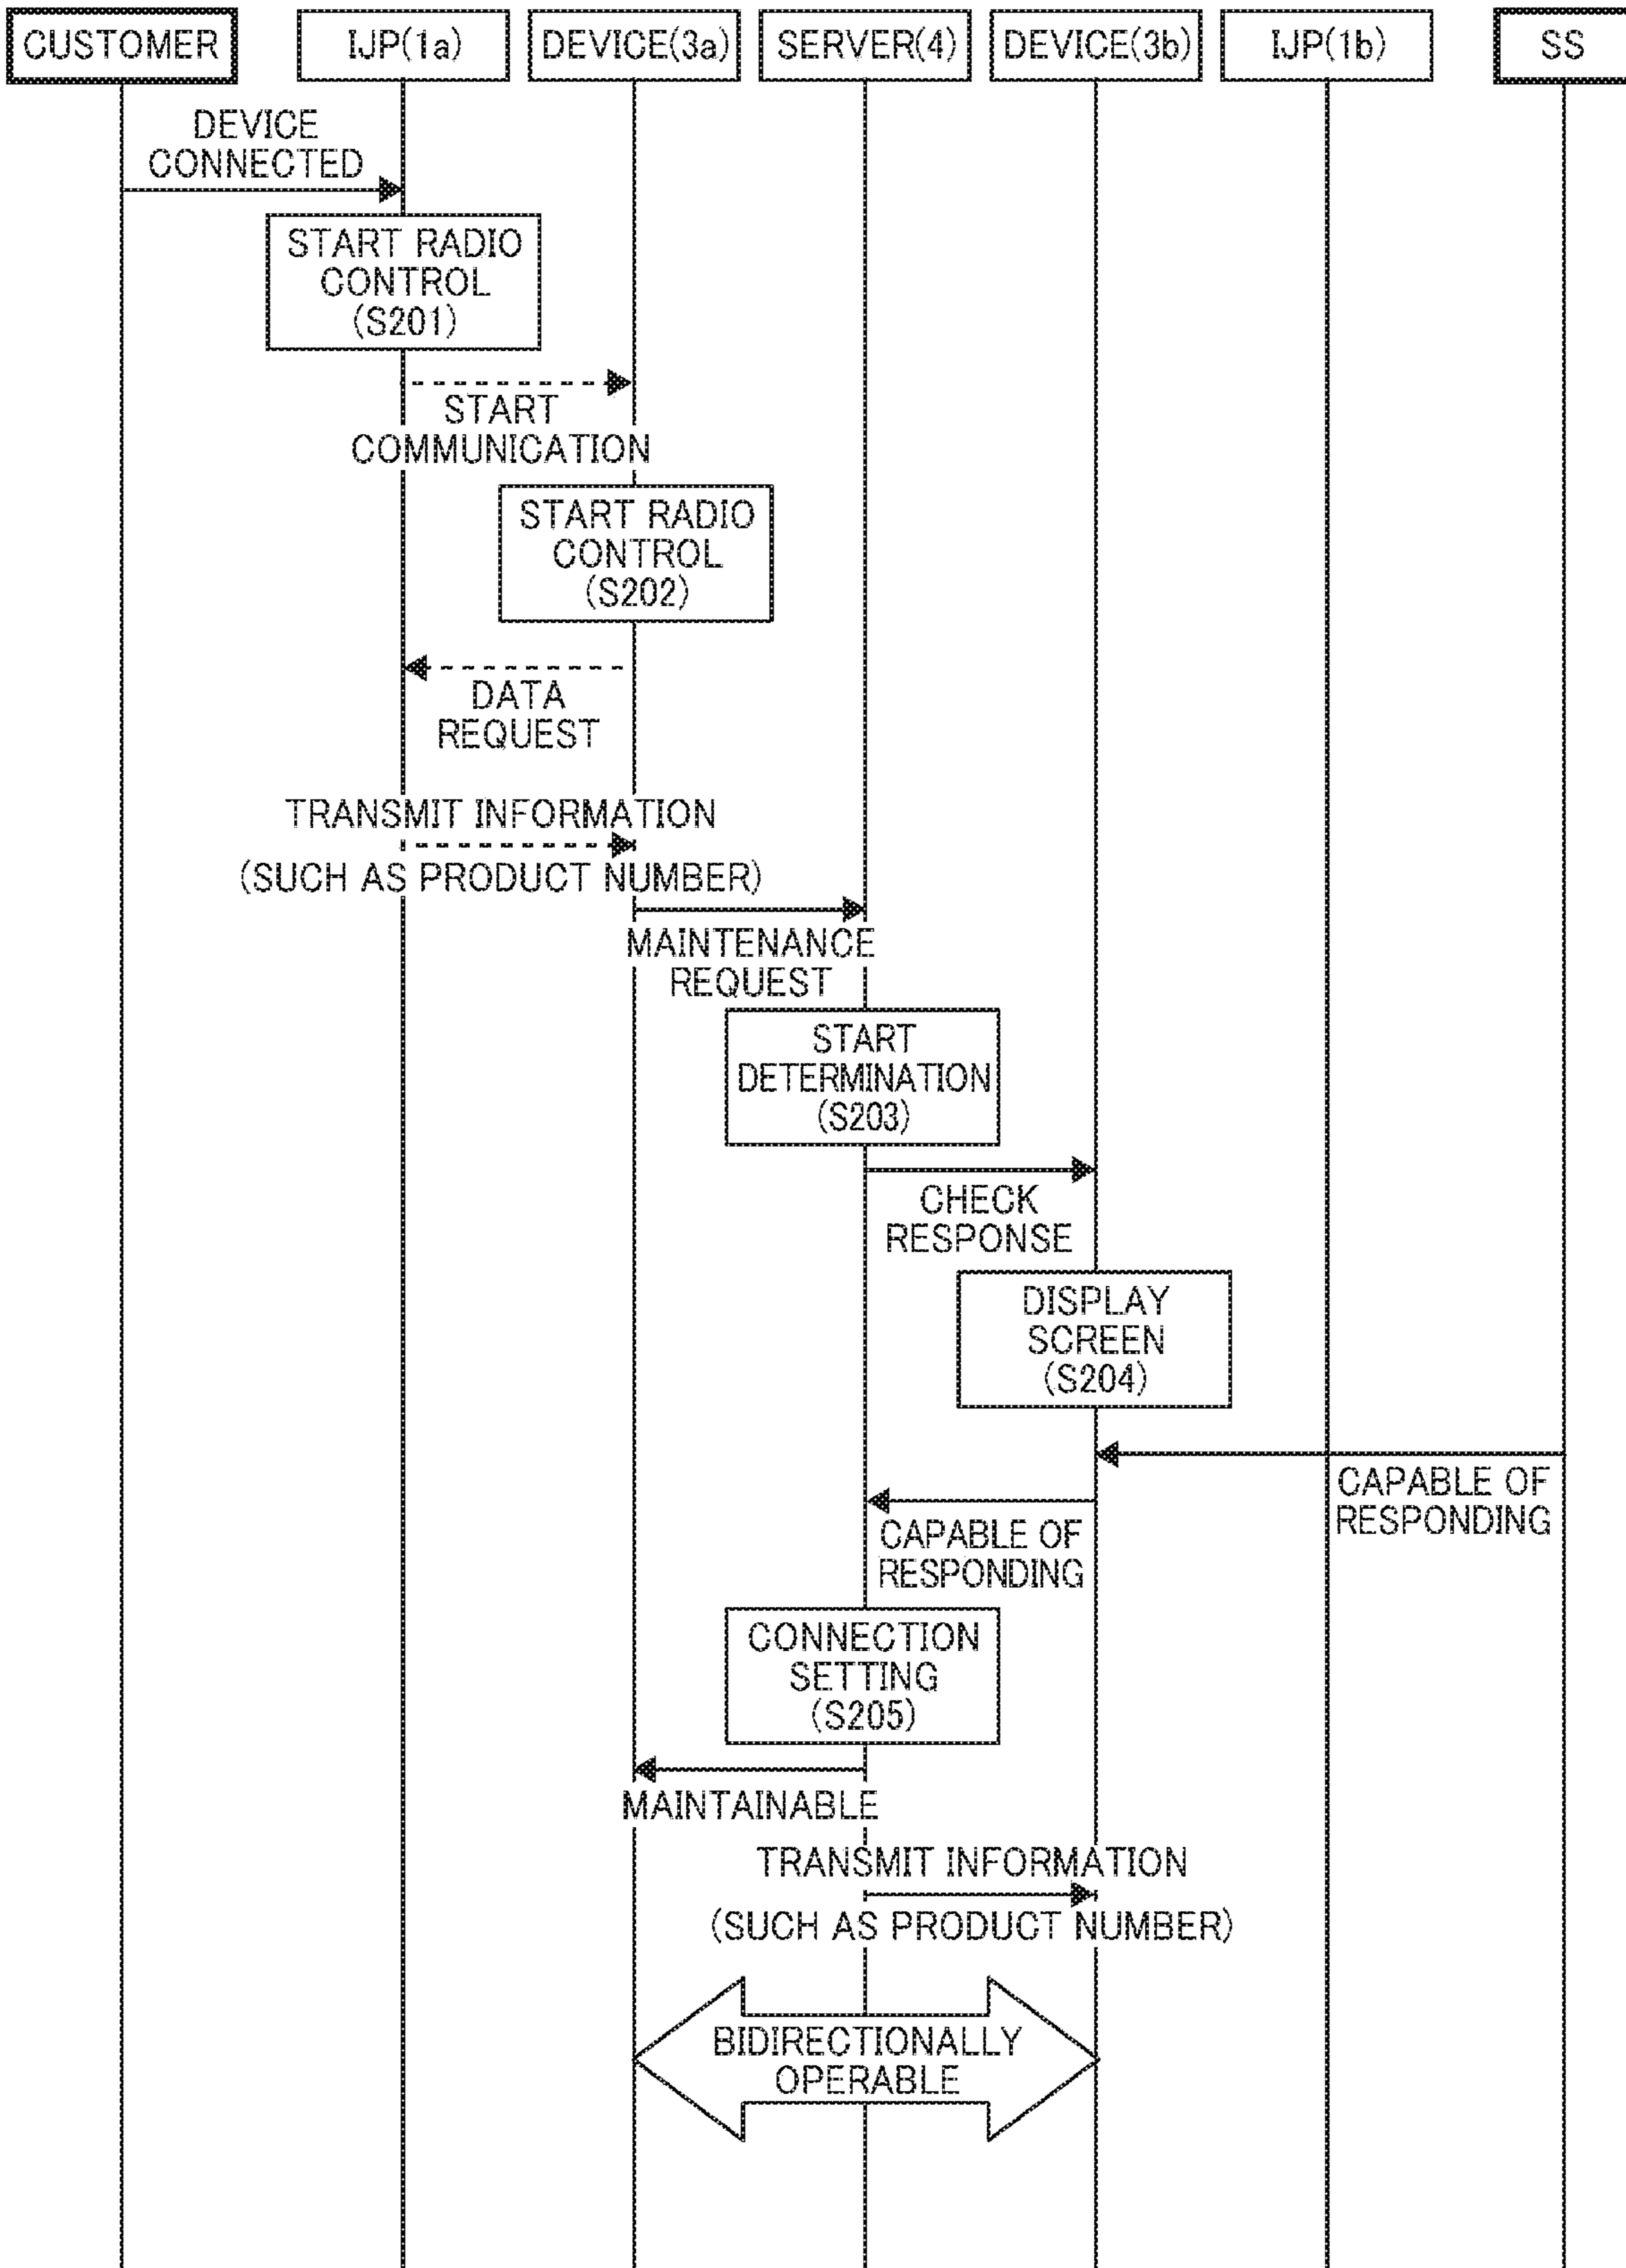 CUSTOMER
IJP(1a)
DEVICE(3a)
SERVER(4)
DEVICE(3b)
IJP(1b)
SS
DEVICE
CONNECTED
START RADIO
CONTROL
(S201)
START
COMMUNICATION
START RADIO
CONTROL
(S202)
DATA
REQUEST
TRANSMIT INFORMATION
(SUCH AS PRODUCT NUMBER)
MAINTENANCE
REQUEST
START
DETERMINATION
(S203)
CHECK
RESPONSE
DISPLAY
SCREEN
(S204)
CAPABLE OF
RESPONDING
CAPABLE OF
RESPONDING
CONNECTION
SETTING
(S205)
MAINTAINABLE
TRANSMIT INFORMATION
(SUCH AS PRODUCT NUMBER)
BIDIRECTIONALLY
OPERABLE